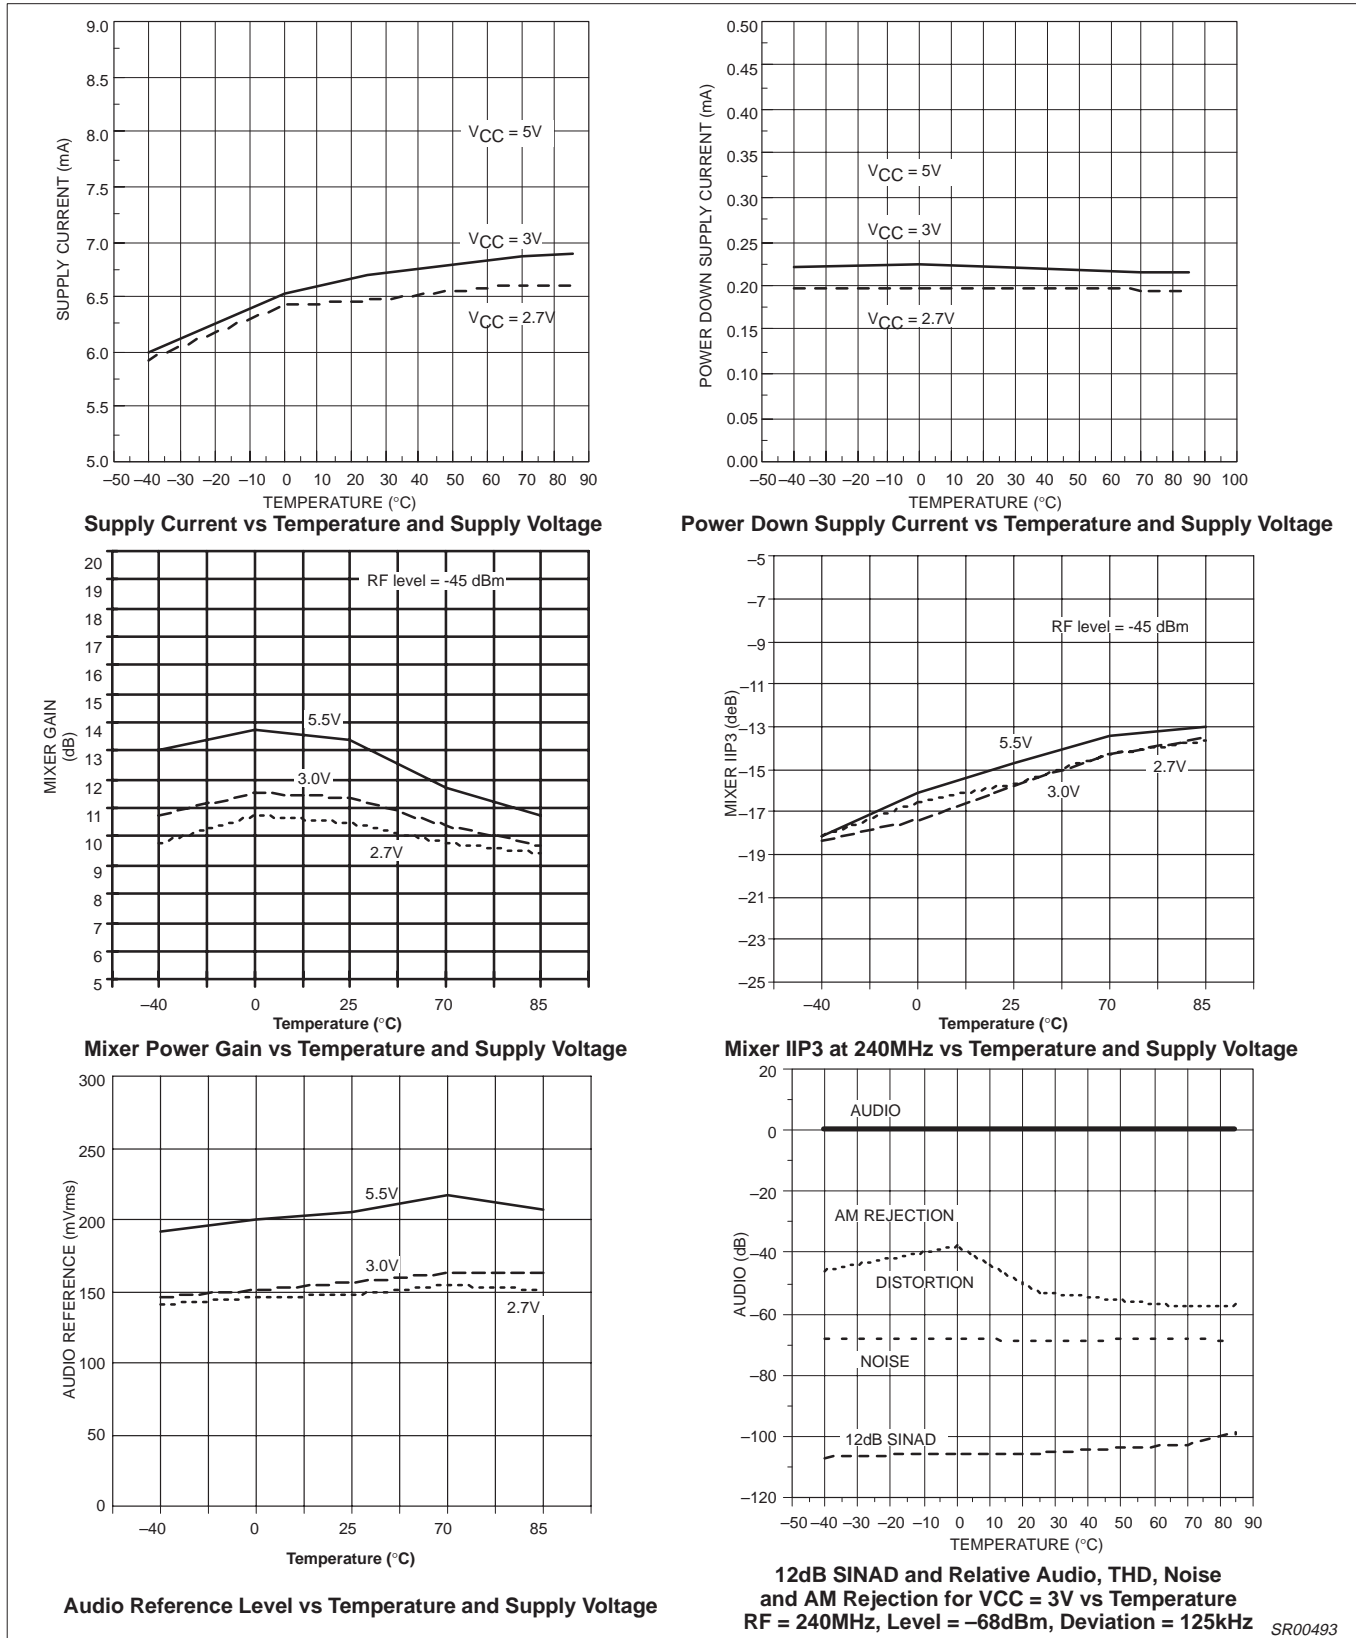 9.0
8.5
8.0
7.5
7.0
6.5
6.0
5.5
5.0
SUPPLY CURRENT (mA)
VCC = 5V
VCC = 3V
VCC = 2.7V
–50 –40 –30 –20 –10 0 10 20 30 40 50 60 70 80 90
TEMPERATURE (°C)
Supply Current vs Temperature and Supply Voltage
0.50
0.45
0.40
0.35
0.30
0.25
0.20
0.15
0.10
0.05
0.00
POWER DOWN SUPPLY CURRENT (mA)
VCC = 5V
VCC = 3V
VCC = 2.7V
–50 –40 –30 –20 –10 0 10 20 30 40 50 60 70 80 90 100
TEMPERATURE (°C)
Power Down Supply Current vs Temperature and Supply Voltage
20
19
18
17
16
15
14
13
12
11
10
9
8
7
6
5
MIXER GAIN
(dB)
RF level = -45 dBm
5.5V
3.0V
2.7V
–40 0 25 70 85
Temperature (°C)
Mixer Power Gain vs Temperature and Supply Voltage
–5
–7
–9
–11
–13
–15
–17
–19
–21
–23
–25
MIXER IIP3 (deB)
RF level = -45 dBm
5.5V
2.7V
3.0V
–40 0 25 70 85
Temperature (°C)
Mixer IIP3 at 240MHz vs Temperature and Supply Voltage
300
250
200
150
100
50
0
AUDIO REFERENCE (mVrms)
5.5V
3.0V
2.7V
–40 0 25 70 85
Temperature (°C)
Audio Reference Level vs Temperature and Supply Voltage
20
0
–20
–40
–60
–80
–100
–120
AUDIO (dB)
AUDIO
AM REJECTION
DISTORTION
NOISE
12dB SINAD
–50 –40 –30 –20 –10 0 10 20 30 40 50 60 70 80 90
TEMPERATURE (°C)
12dB SINAD and Relative Audio, THD, Noise
and AM Rejection for VCC = 3V vs Temperature
RF = 240MHz, Level = –68dBm, Deviation = 125kHz
SR00493